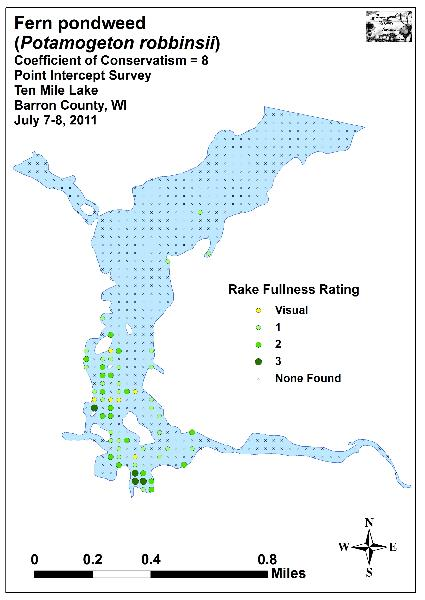 Fern pondweed
(Potamogeton robbinsii)
Coefficient of Conservatism = 8
Point Intercept Survey
Ten Mile Lake
Barron County, WI
July 7-8, 2011
Rake Fullness Rating
Visual
1
2
3
None Found
N
W E
S
0 0.2 0.4 0.8
Miles